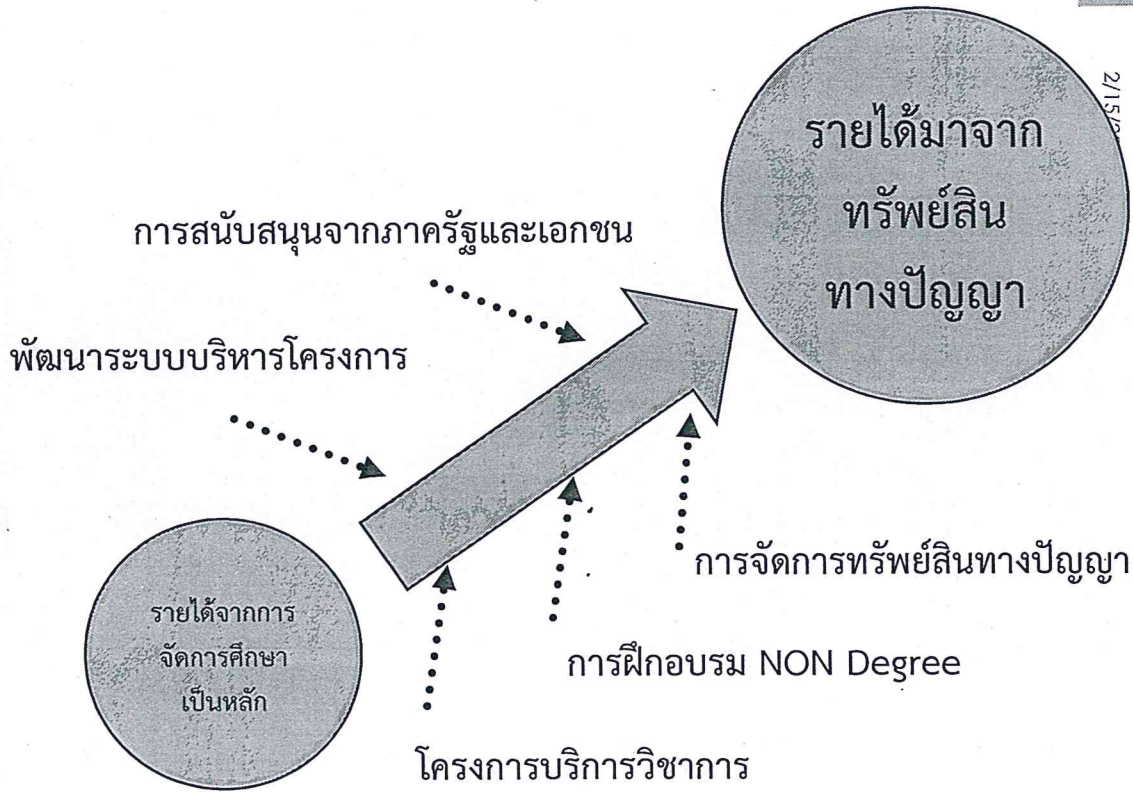 2/15/
รายได้มาจาก
ทรัพย์สิน
ทางปัญญา
การสนับสนุนจากภาครัฐและเอกชน
พัฒนาระบบบริหารโครงการ
การจัดการทรัพย์สินทางปัญญา
รายได้จากการ
จัดการศึกษา
เป็นหลัก
การฝึกอบรม NON Degree
โครงการบริการวิชาการ